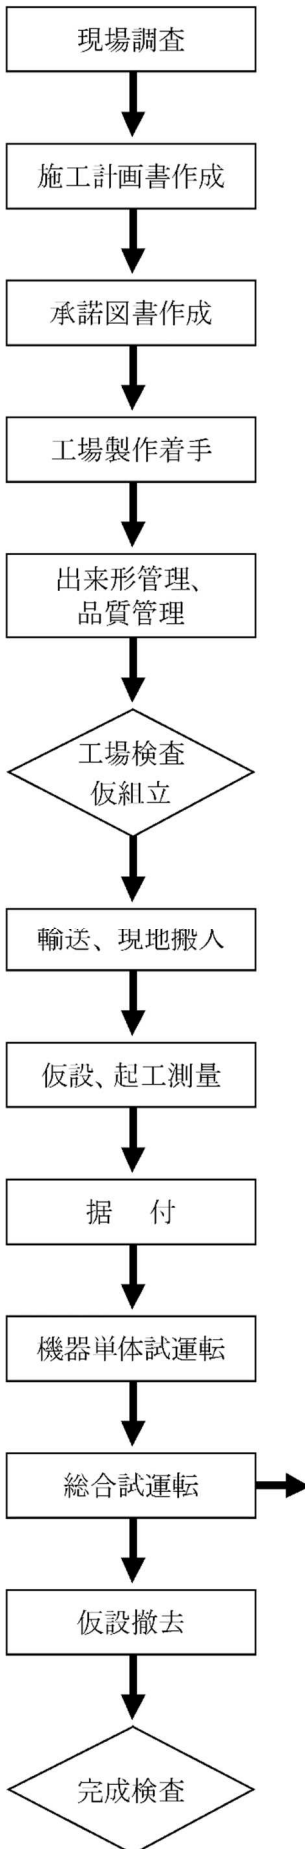 現場調査
施工計画書作成
承諾図書作成
工場製作着手
出来形管理、
品質管理
工場検査
仮組立
輸送、現地搬人
仮設、起工測量
据　付
機器単体試運転
総合試運転
仮設撤去
完成検査